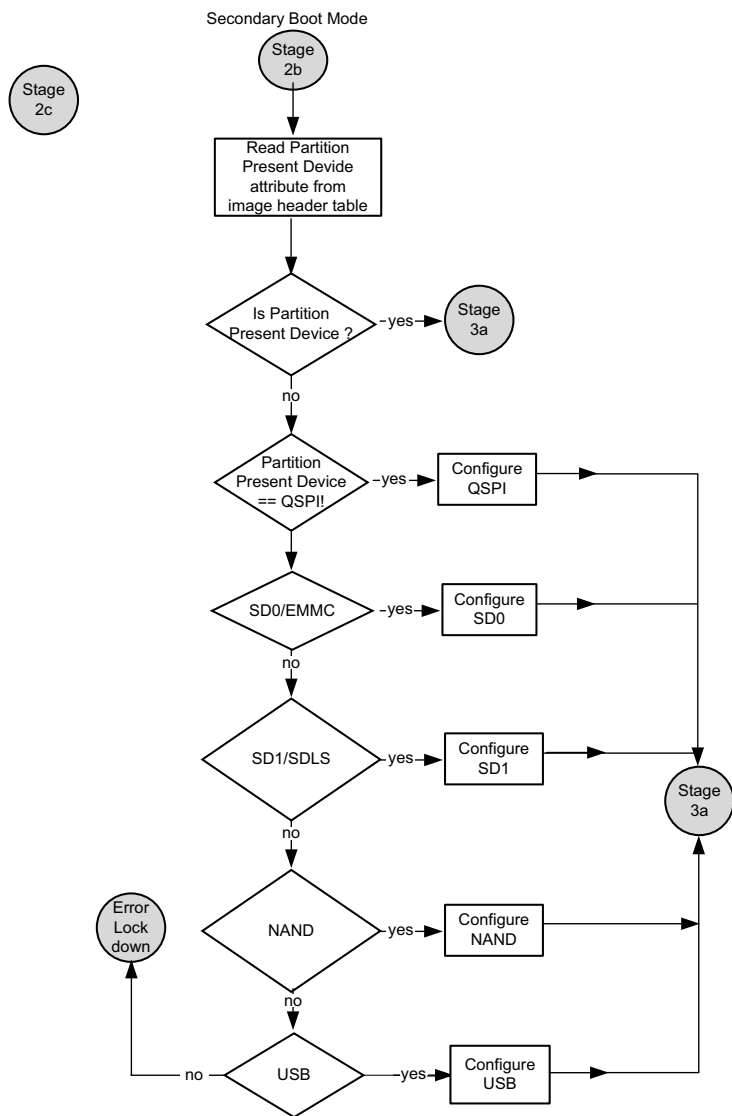 Secondary Boot Mode
Stage
2b
Stage
2c
Read Partition
Present Devide
attribute from
image header table
Is Partition
Present Device ?
yes
Stage
3a
no
Partition
Present Device
== QSPI!
yes
Configure
QSPI
SD0/EMMC
yes
Configure
SD0
no
SD1/SDLS
yes
Configure
SD1
Stage
3a
no
Error
Lock
down
NAND
yes
Configure
NAND
no
no
USB
yes
Configure
USB